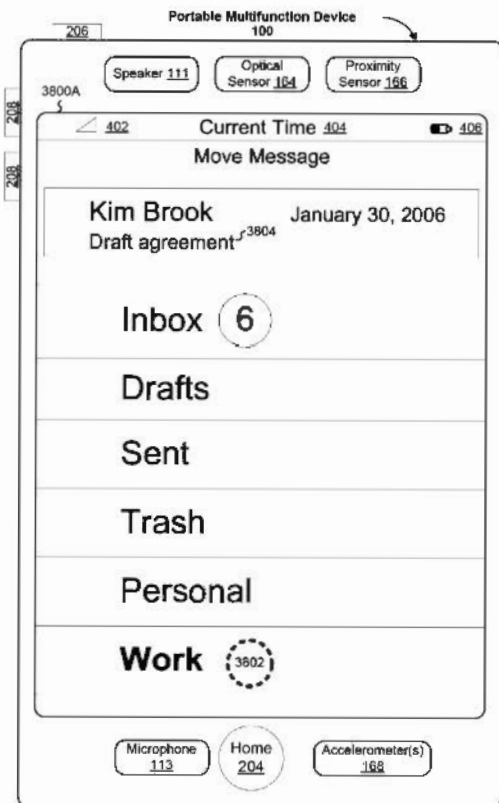 Portable Multifunction Device
100
206
Speaker 111
Optical
Sensor 164
Proximity
Sensor 166
3800A
208
208
402
Current Time 404
406
Move Message
Kim Brook
January 30, 2006
Draft agreement
3804
Inbox 6
Drafts
Sent
Trash
Personal
Work
3802
Microphone
113
Home
204
Accelerometer(s)
168